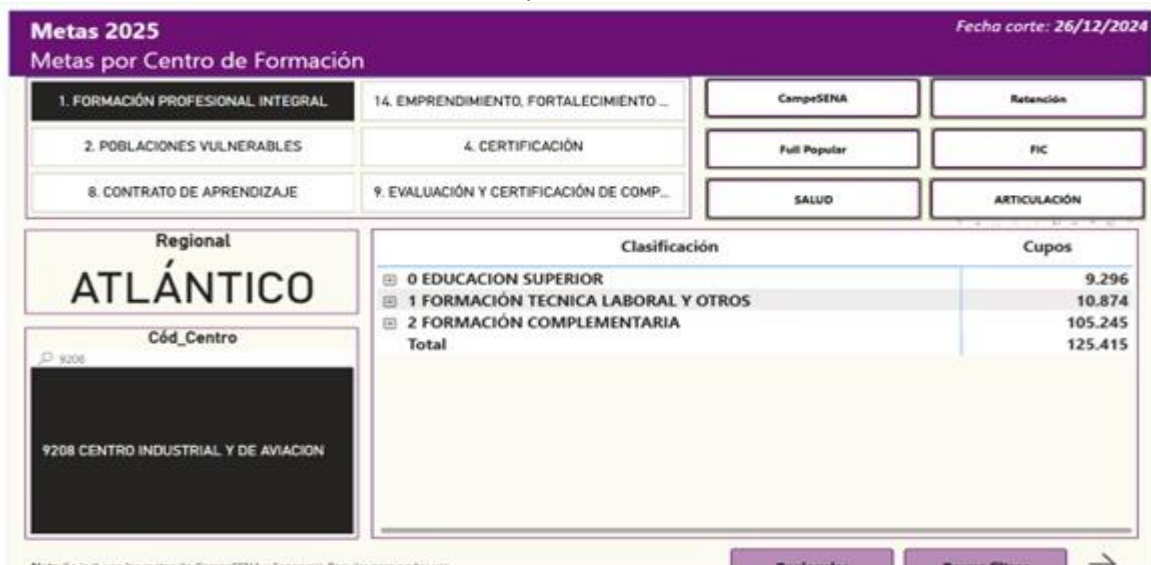 Metas 2025
Fecha corte: 26/12/2024
Metas por Centro de Formación
1. FORMACIÓN PROFESIONAL INTEGRAL
14. EMPRENDIMIENTO, FORTALECIMIENTO ...
CampeSENA
Retención
2. POBLACIONES VULNERABLES
4. CERTIFICACIÓN
Full Popular
FIC
8. CONTRATO DE APRENDIZAJE
9. EVALUACIÓN Y CERTIFICACIÓN DE COMP...
SALUD
ARTICULACIÓN
Regional
ATLÁNTICO
Clasificación Cupos
0 EDUCACION SUPERIOR 9.296
1 FORMACIÓN TECNICA LABORAL Y OTROS 10.874
2 FORMACIÓN COMPLEMENTARIA 105.245
Total 125.415
Cód_Centro
9208
9208 CENTRO INDUSTRIAL Y DE AVIACION